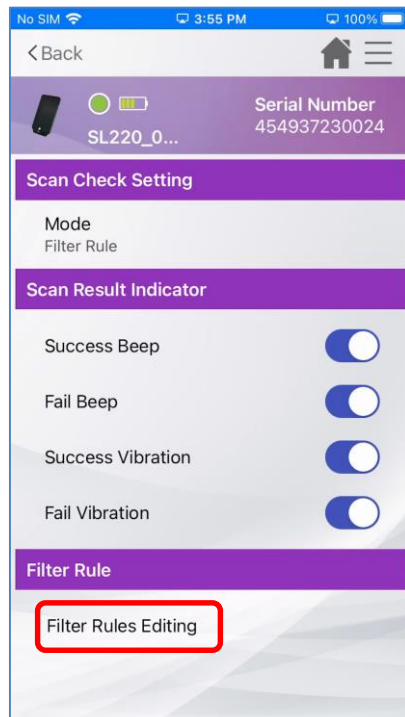 No SIM 3:55 PM 100%
Back
Serial Number
SL220_0... 454937230024
Scan Check Setting
Mode
Filter Rule
Scan Result Indicator
Success Beep
Fail Beep
Success Vibration
Fail Vibration
Filter Rule
Filter Rules Editing